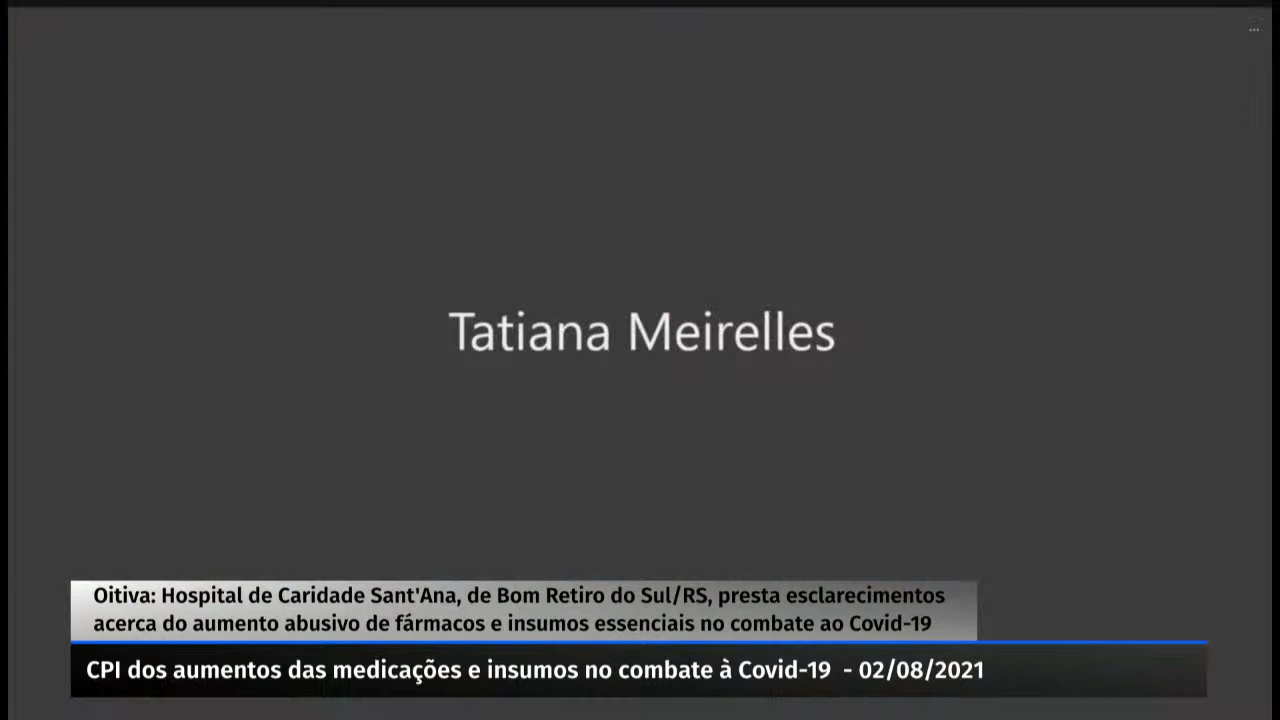 Tatiana Meirelles
Oitiva: Hospital de Caridade Sant'Ana, de Bom Retiro do Sul/RS, presta esclarecimentos
acerca do aumento abusivo de fármacos e insumos essenciais no combate ao Covid-19
CPI dos aumentos das medicações e insumos no combate à Covid-19 - 02/08/2021